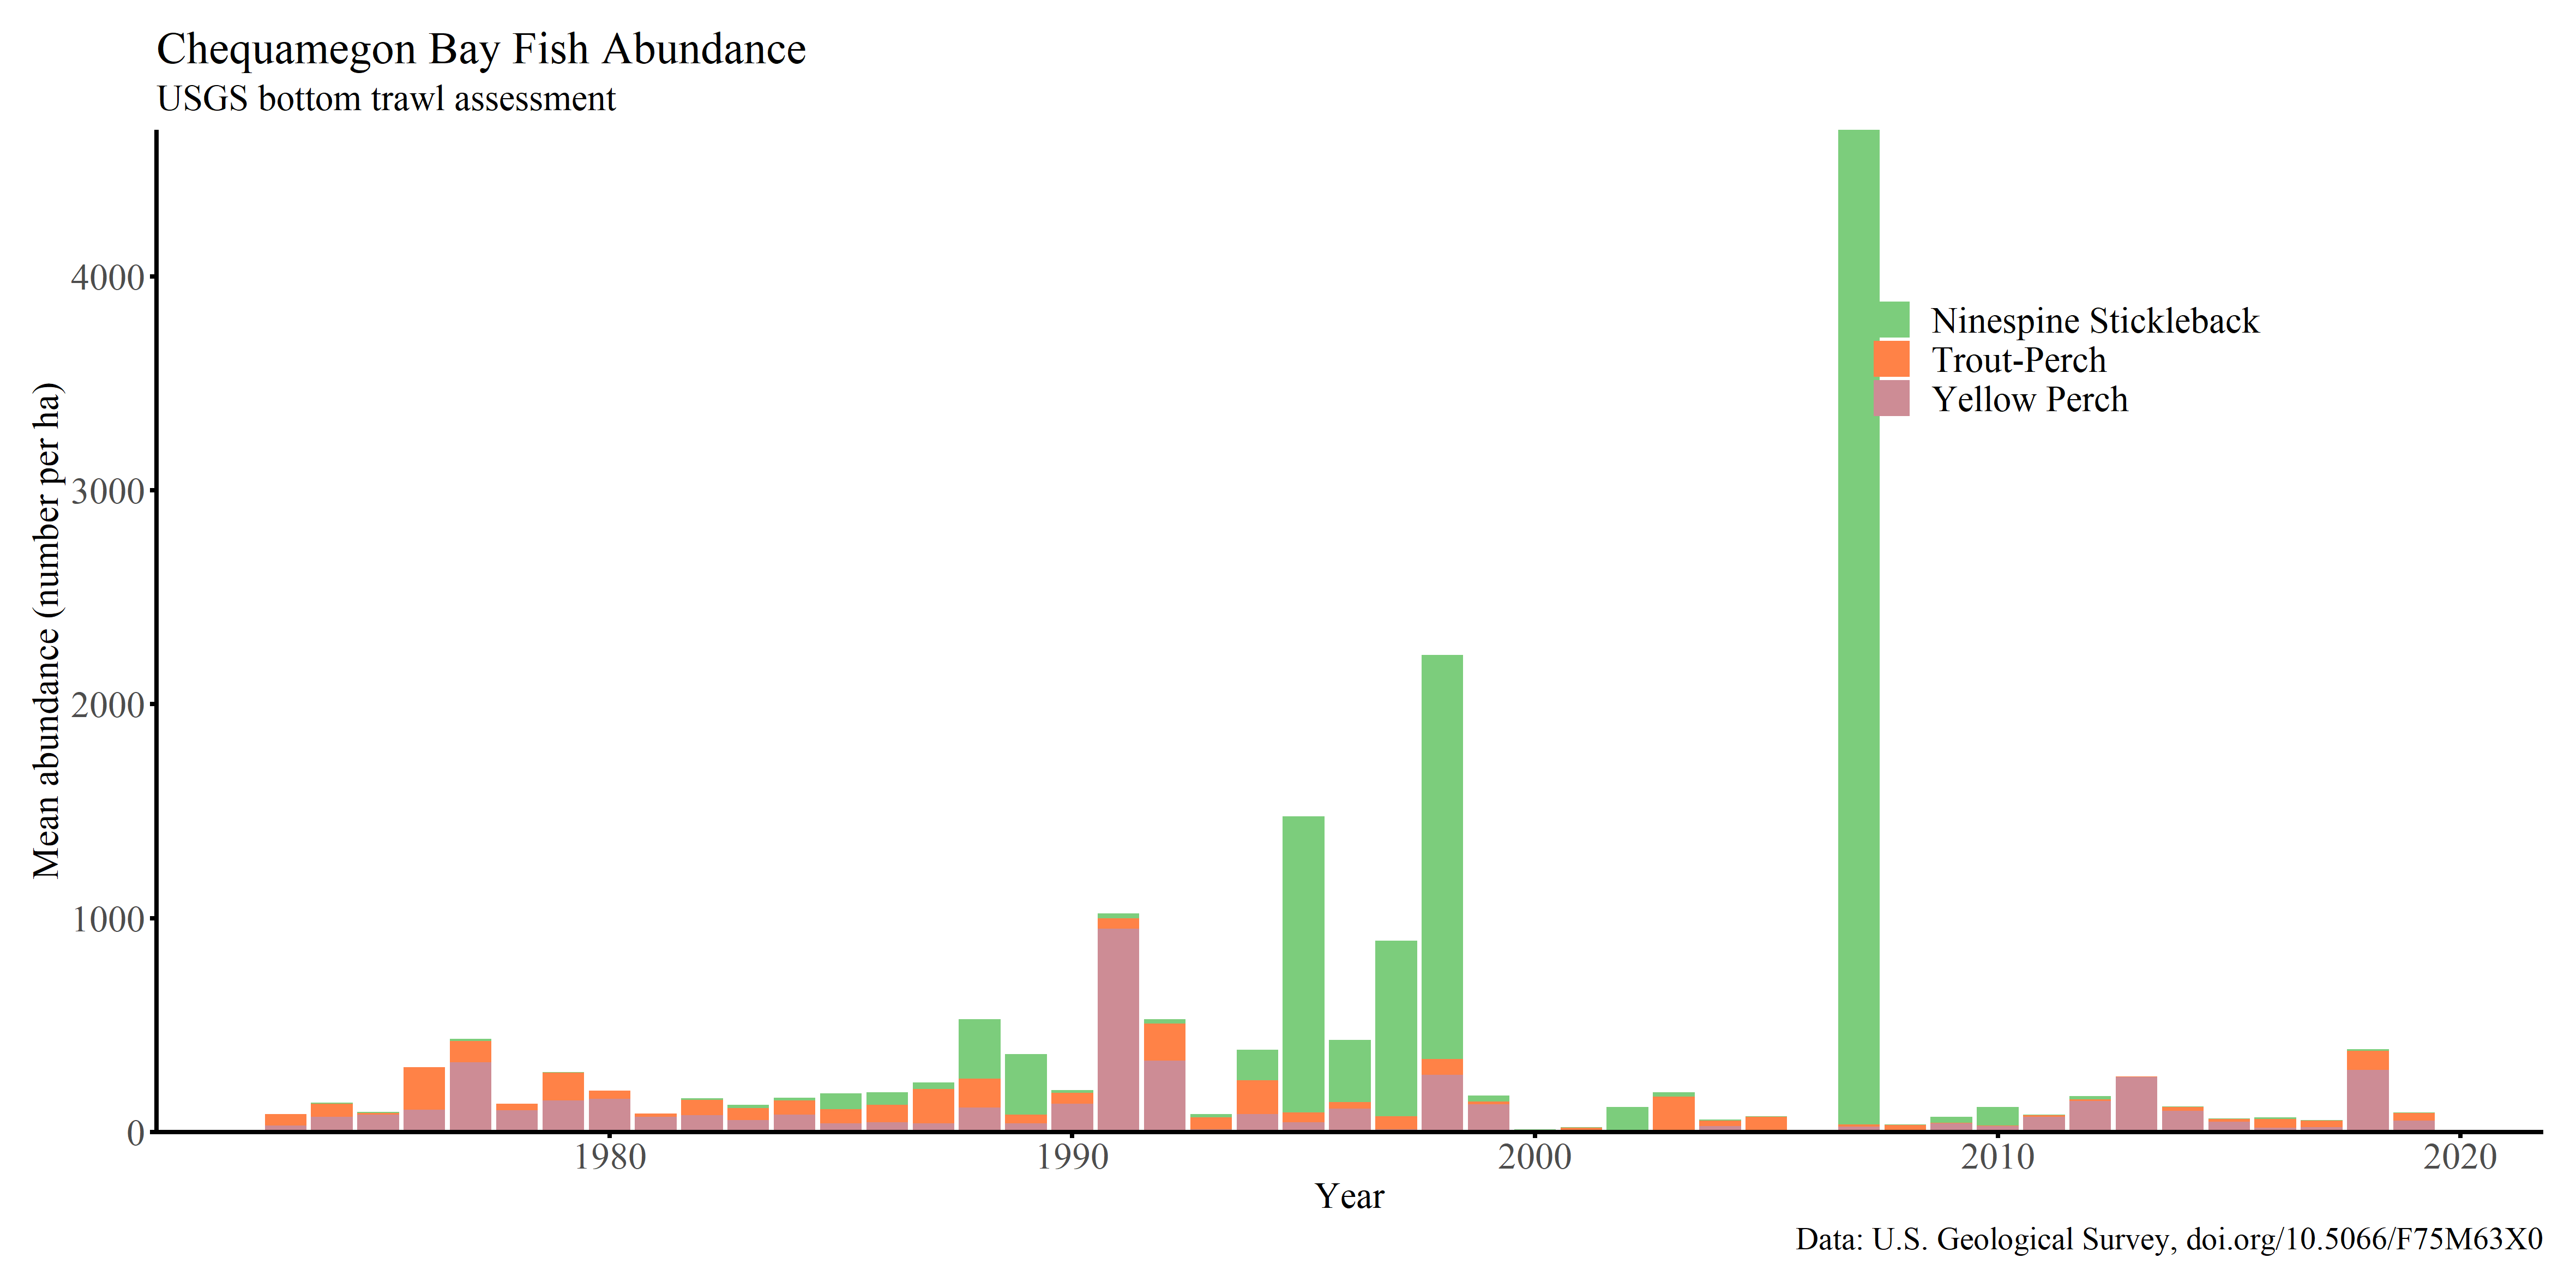 Chequamegon Bay Fish Abundance
USGS bottom trawl assessment
Mean abundance (number per ha)
4000
3000
2000
1000
0
Ninespine Stickleback
Trout-Perch
Yellow Perch
1980
1990
2000
2010
2020
Year
Data: U.S. Geological Survey, doi.org/10.5066/F75M63X0